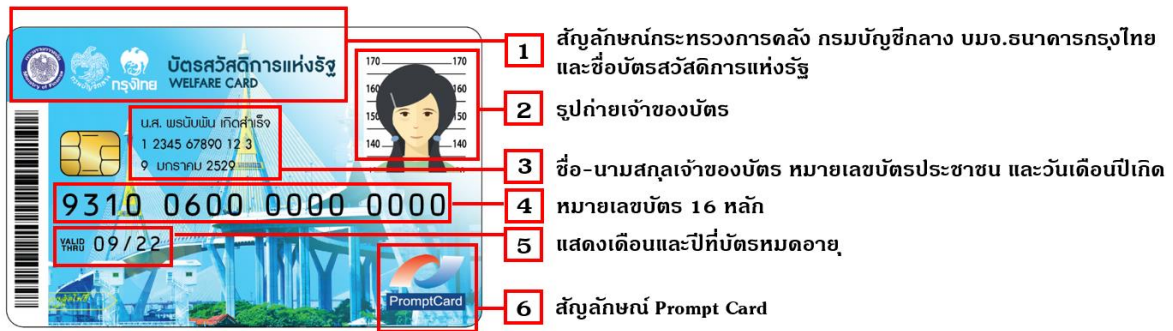 กรุงไทย
บัตรสวัสดิการแห่งรัฐ
WELFARE CARD
น.ส. พรนับพัน เกิดสำเร็จ
1 2345 67890 12 3
9 มกราคม 2529
170 170
160 160
150 150
140 140
9310 0600 0000 0000
VALID THRU 09/22
PromptCard
1 สัญลักษณ์กระทรวงการคลัง กรมบัญชีกลาง บมจ.ธนาคารกรุงไทย
และชื่อบัตรสวัสดิการแห่งรัฐ
2 รูปถ่ายเจ้าของบัตร
3 ชื่อ-นามสกุลเจ้าของบัตร หมายเลขบัตรประชาชน และวันเดือนปีเกิด
4 หมายเลขบัตร 16 หลัก
5 แสดงเดือนและปีที่บัตรหมดอายุ
6 สัญลักษณ์ Prompt Card